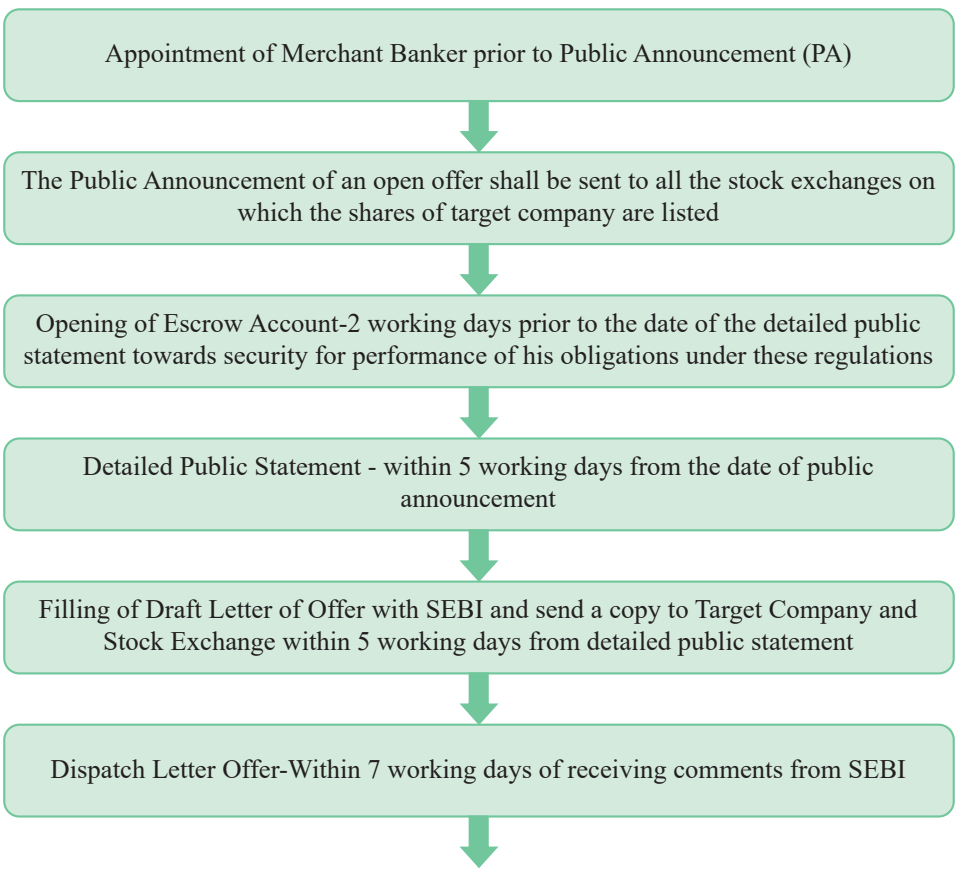 Appointment of Merchant Banker prior to Public Announcement (PA)
The Public Announcement of an open offer shall be sent to all the stock exchanges on
which the shares of target company are listed
Opening of Escrow Account-2 working days prior to the date of the detailed public
statement towards security for performance of his obligations under these regulations
Detailed Public Statement - within 5 working days from the date of public
announcement
Filling of Draft Letter of Offer with SEBI and send a copy to Target Company and
Stock Exchange within 5 working days from detailed public statement
Dispatch Letter Offer-Within 7 working days of receiving comments from SEBI